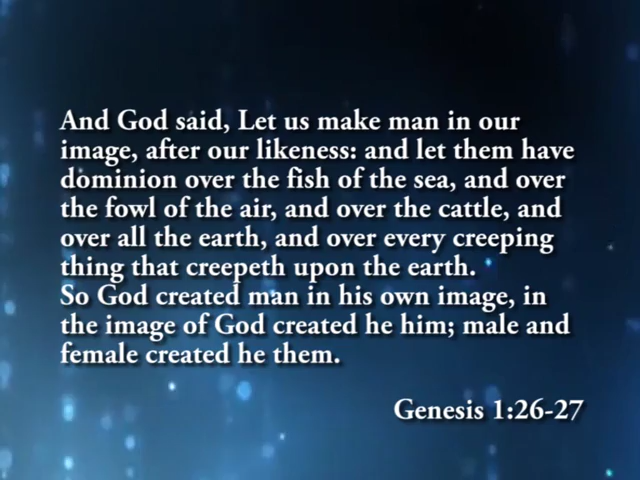 And God said, Let us make man in our
image, after our likeness: and let them have
dominion over the fish of the sea, and over
the fowl of the air, and over the cattle, and
over all the earth, and over every creeping
thing that creepeth upon the earth.
So God created man in his own image, in
the image of God created he him; male and
female created he them.
Genesis 1:26-27